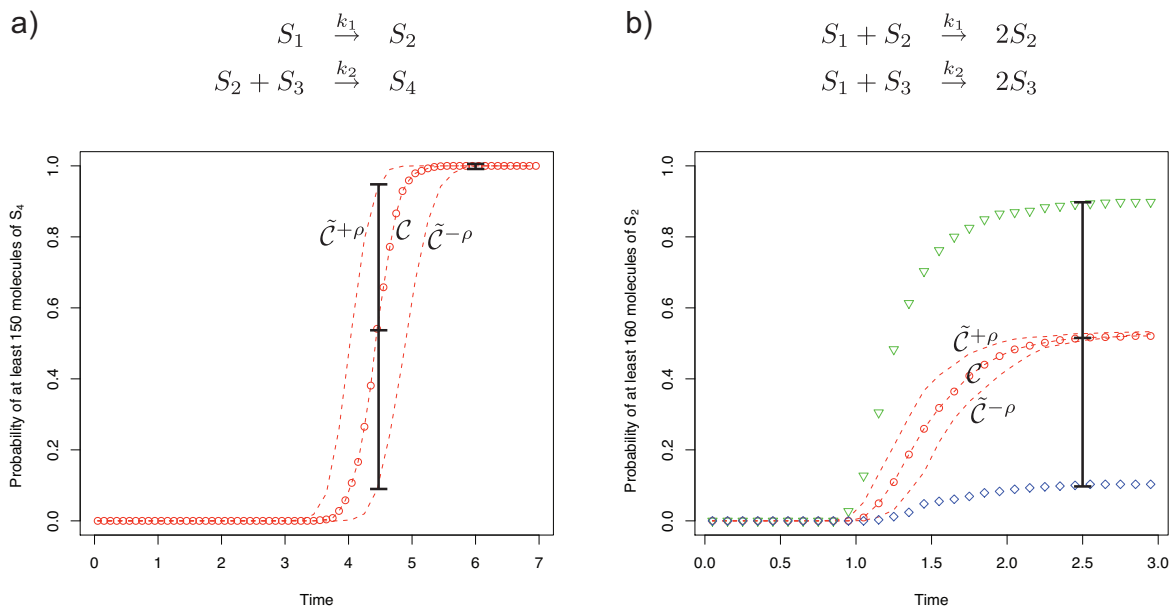 a)
S₁ →^{k₁} S₂
S₂ + S₃ →^{k₂} S₄
1.0
0.8
0.6
0.4
0.2
0.0
Probability of at least 150 molecules of S₄
C̃⁺ᵖ
C
C̃⁻ᵖ
0 1 2 3 4 5 6 7
Time
b)
S₁ + S₂ →^{k₁} 2S₂
S₁ + S₃ →^{k₂} 2S₃
1.0
0.8
0.6
0.4
0.2
0.0
Probability of at least 160 molecules of S₂
C̃⁺ᵖ
C
C̃⁻ᵖ
0.0 0.5 1.0 1.5 2.0 2.5 3.0
Time